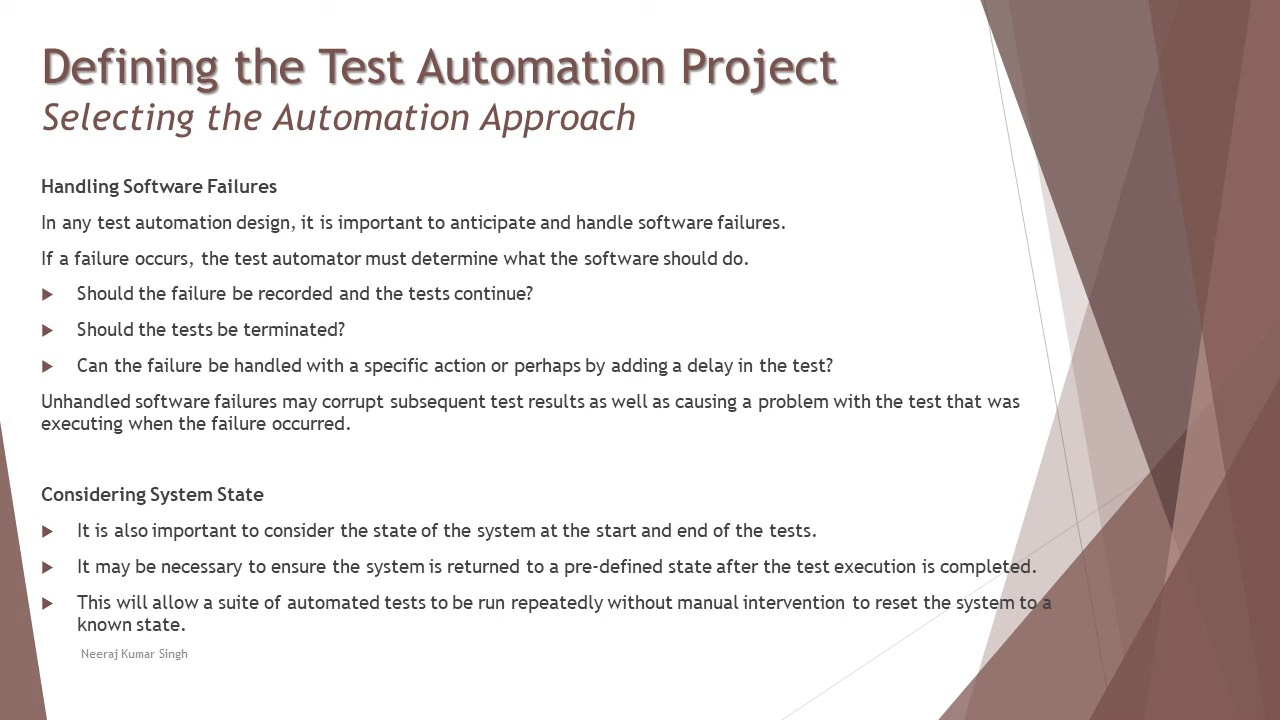 Defining the Test Automation Project
Selecting the Automation Approach
Handling Software Failures
In any test automation design, it is important to anticipate and handle software failures.
If a failure occurs, the test automator must determine what the software should do.
Should the failure be recorded and the tests continue?
Should the tests be terminated?
Can the failure be handled with a specific action or perhaps by adding a delay in the test?
Unhandled software failures may corrupt subsequent test results as well as causing a problem with the test that was
executing when the failure occurred.
Considering System State
It is also important to consider the state of the system at the start and end of the tests.
It may be necessary to ensure the system is returned to a pre-defined state after the test execution is completed.
This will allow a suite of automated tests to be run repeatedly without manual intervention to reset the system to a
known state.
Neeraj Kumar Singh